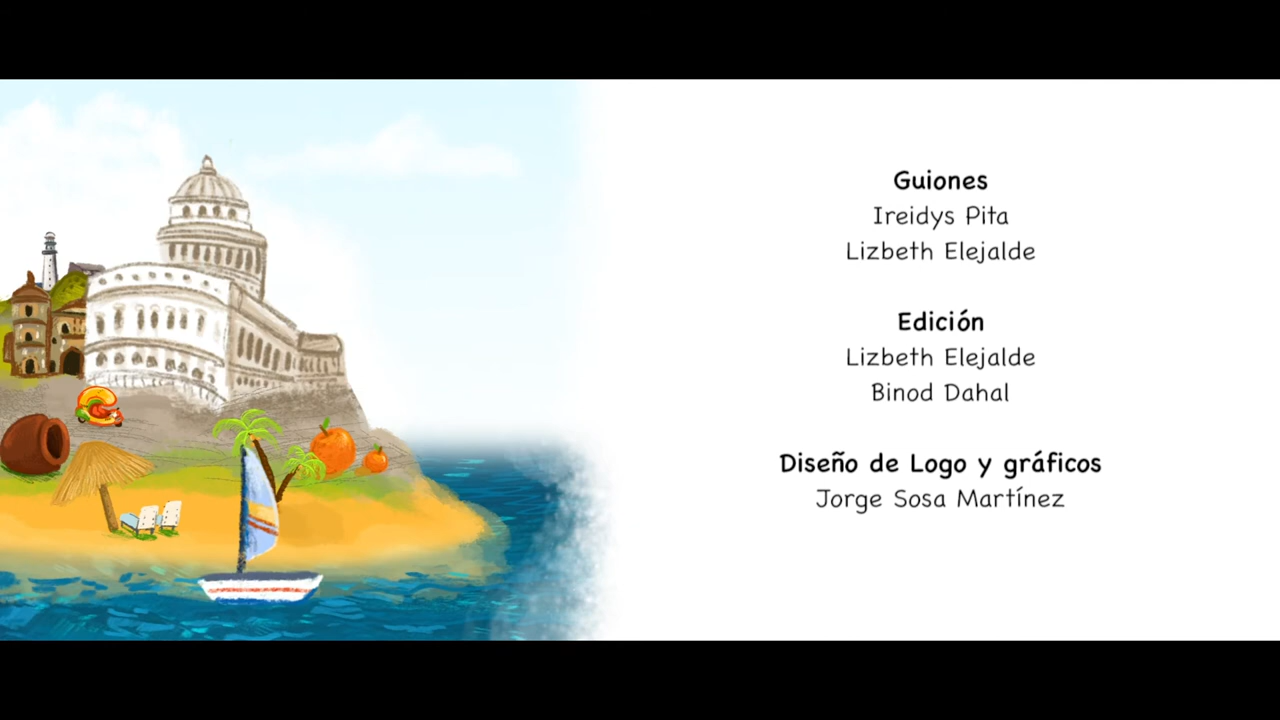 Guiones
Ireidys Pita
Lizbeth Elejalde
Edición
Lizbeth Elejalde
Binod Dahal
Diseño de Logo y gráficos
Jorge Sosa Martínez